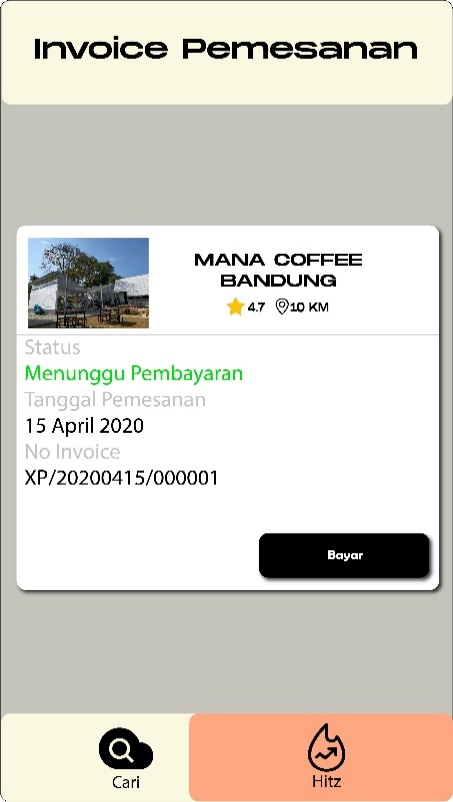 Invoice Pemesanan
MANA COFFEE
BANDUNG
4.7 10 KM
Status
Menunggu Pembayaran
Tanggal Pemesanan
15 April 2020
No Invoice
XP/20200415/000001
Bayar
Cari
Hitz